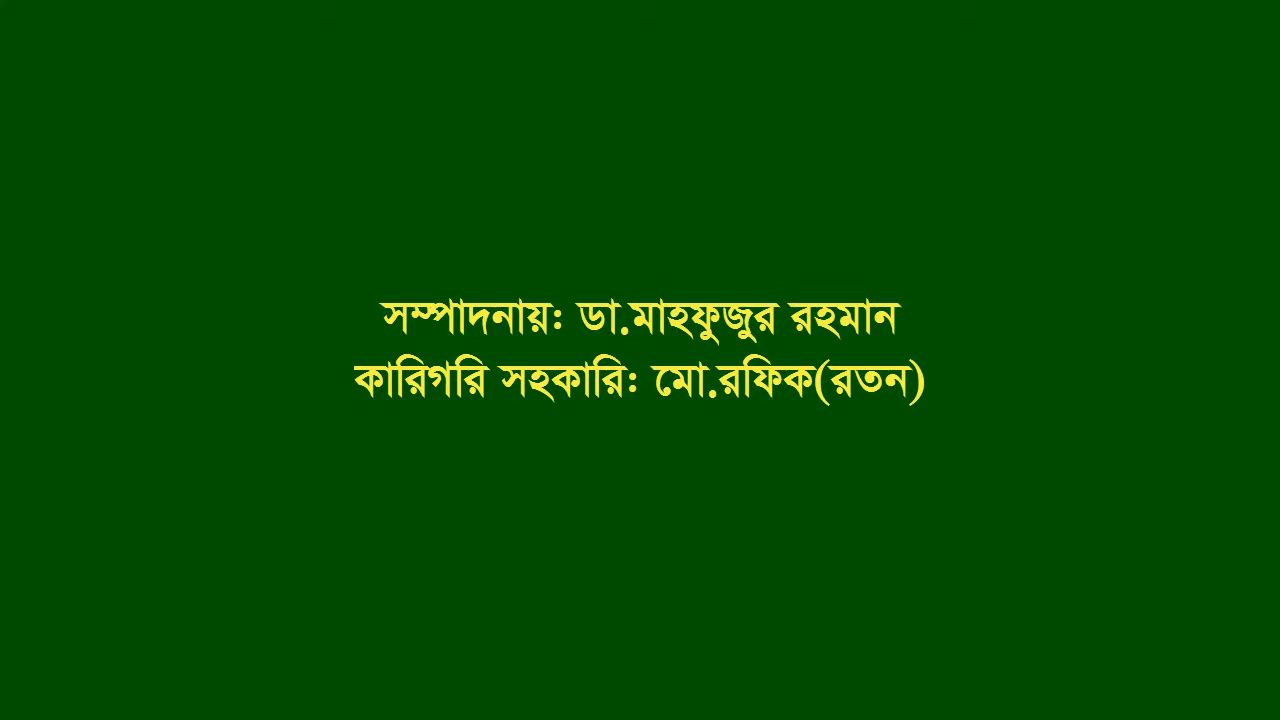 সম্পাদনায়: ডা.মাহফুজুর রহমান
কারিগরি সহকারি: মো.রফিক(রতন)